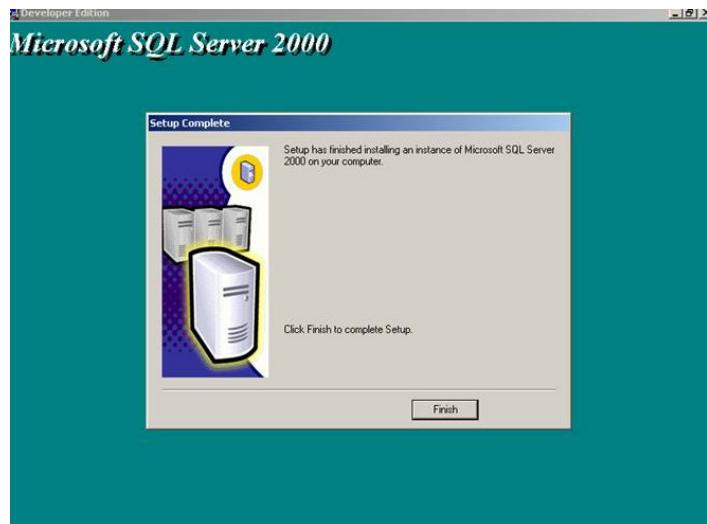 Developer Edition
Microsoft SQL Server 2000
Setup Complete
Setup has finished installing an instance of Microsoft SQL Server
2000 on your computer.
Click Finish to complete Setup.
Finish